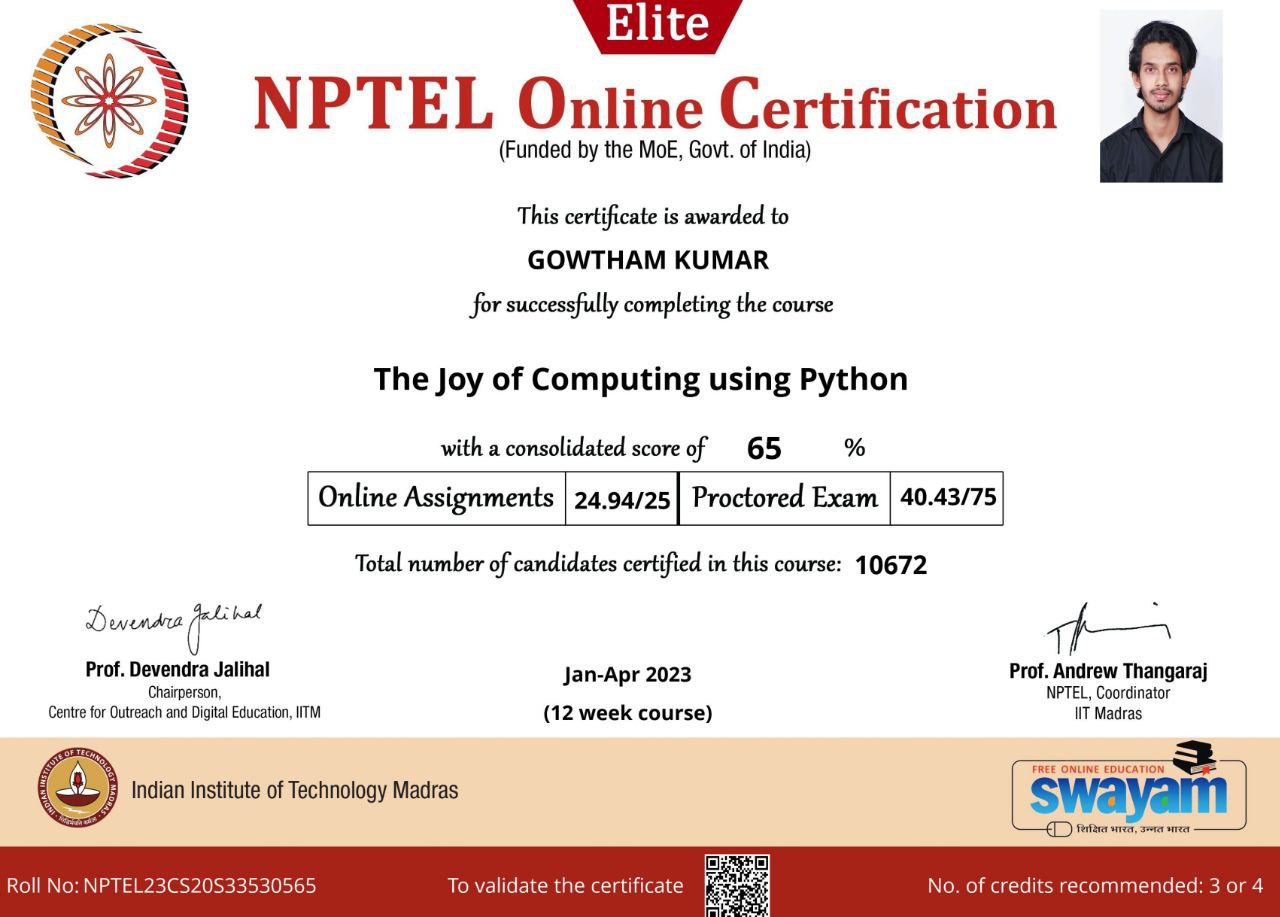 Elite
NPTEL Online Certification
(Funded by the MoE, Govt. of India)
This certificate is awarded to
GOWTHAM KUMAR
for successfully completing the course
The Joy of Computing using Python
with a consolidated score of 65 %
Online Assignments 24.94/25 Proctored Exam 40.43/75
Total number of candidates certified in this course: 10672
Devendra Jalihal
Prof. Devendra Jalihal
Chairperson,
Centre for Outreach and Digital Education, IITM
Jan-Apr 2023
(12 week course)
Prof. Andrew Thangaraj
NPTEL, Coordinator
IIT Madras
INDIAN INSTITUTE OF TECHNOLOGY MADRAS
सिद्धिर्भवति कर्मजा
Indian Institute of Technology Madras
FREE ONLINE EDUCATION
swayam
शिक्षित भारत, उन्नत भारत
Roll No: NPTEL23CS20S33530565
To validate the certificate
No. of credits recommended: 3 or 4